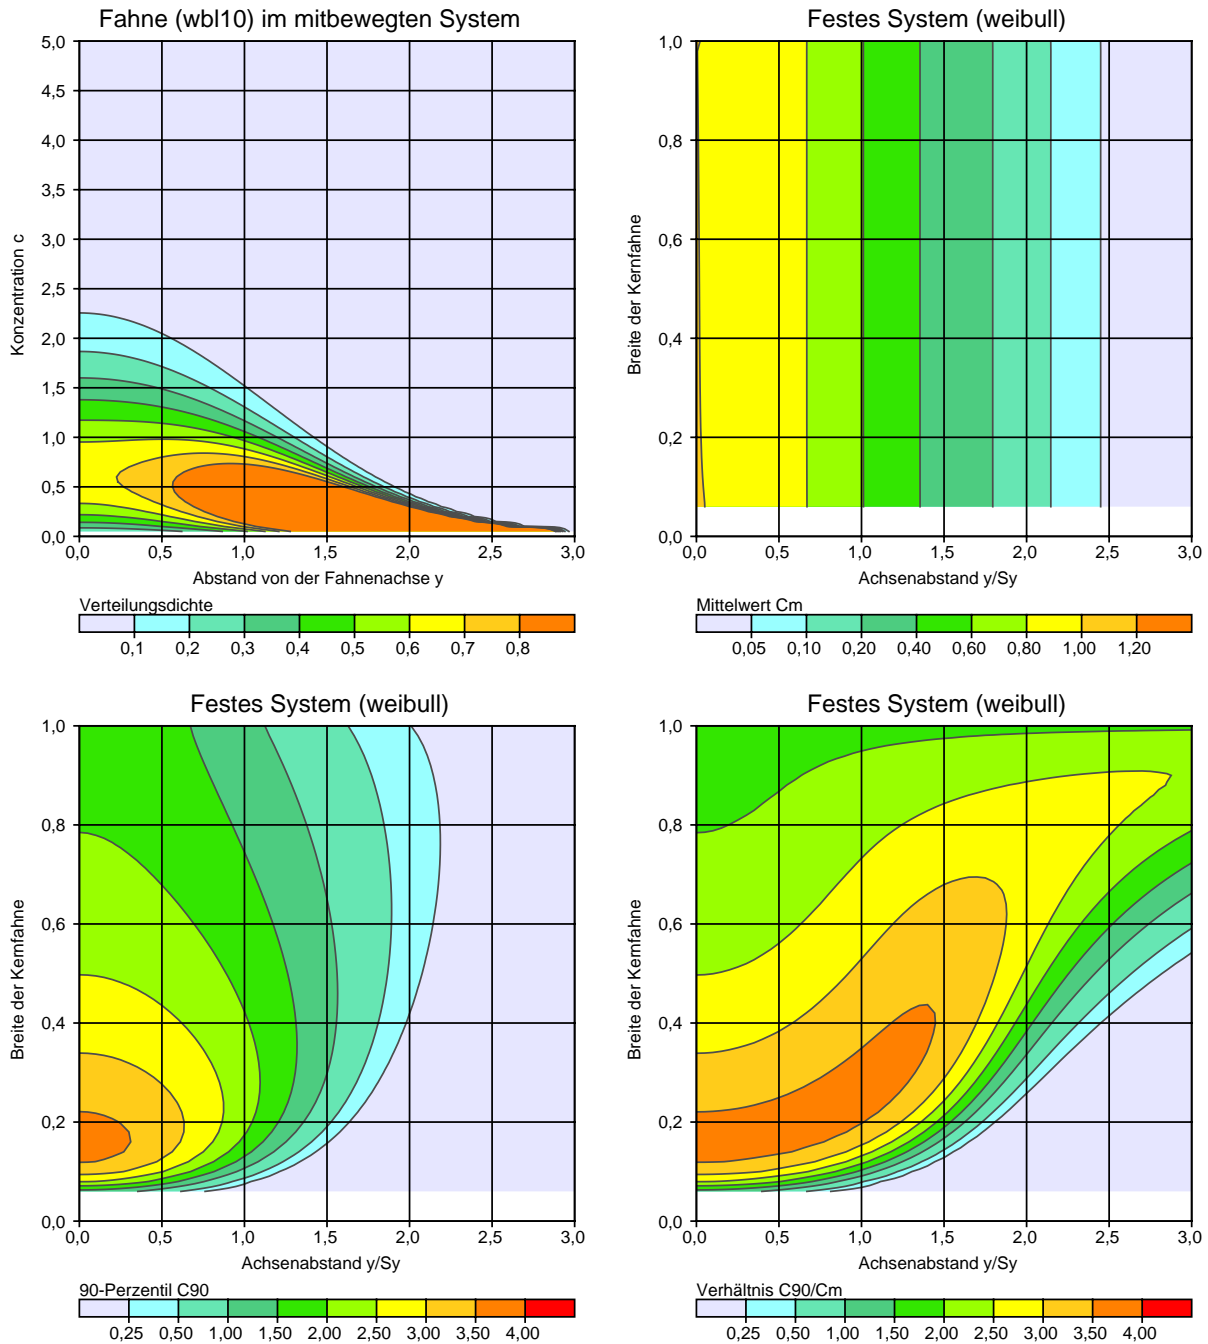 Fahne (wbl10) im mitbewegten System
5,0
4,5
4,0
3,5
3,0
2,5
2,0
1,5
1,0
0,5
0,0
Konzentration c
0,0 0,5 1,0 1,5 2,0 2,5 3,0
Abstand von der Fahnenachse y
Verteilungsdichte
0,1 0,2 0,3 0,4 0,5 0,6 0,7 0,8
Festes System (weibull)
1,0
0,8
0,6
0,4
0,2
0,0
Breite der Kernfahne
0,0 0,5 1,0 1,5 2,0 2,5 3,0
Achsenabstand y/Sy
Mittelwert Cm
0,05 0,10 0,20 0,40 0,60 0,80 1,00 1,20
Festes System (weibull)
1,0
0,8
0,6
0,4
0,2
0,0
Breite der Kernfahne
0,0 0,5 1,0 1,5 2,0 2,5 3,0
Achsenabstand y/Sy
90-Perzentil C90
0,25 0,50 1,00 1,50 2,00 2,50 3,00 3,50 4,00
Festes System (weibull)
1,0
0,8
0,6
0,4
0,2
0,0
Breite der Kernfahne
0,0 0,5 1,0 1,5 2,0 2,5 3,0
Achsenabstand y/Sy
Verhältnis C90/Cm
0,25 0,50 1,00 1,50 2,00 2,50 3,00 3,50 4,00